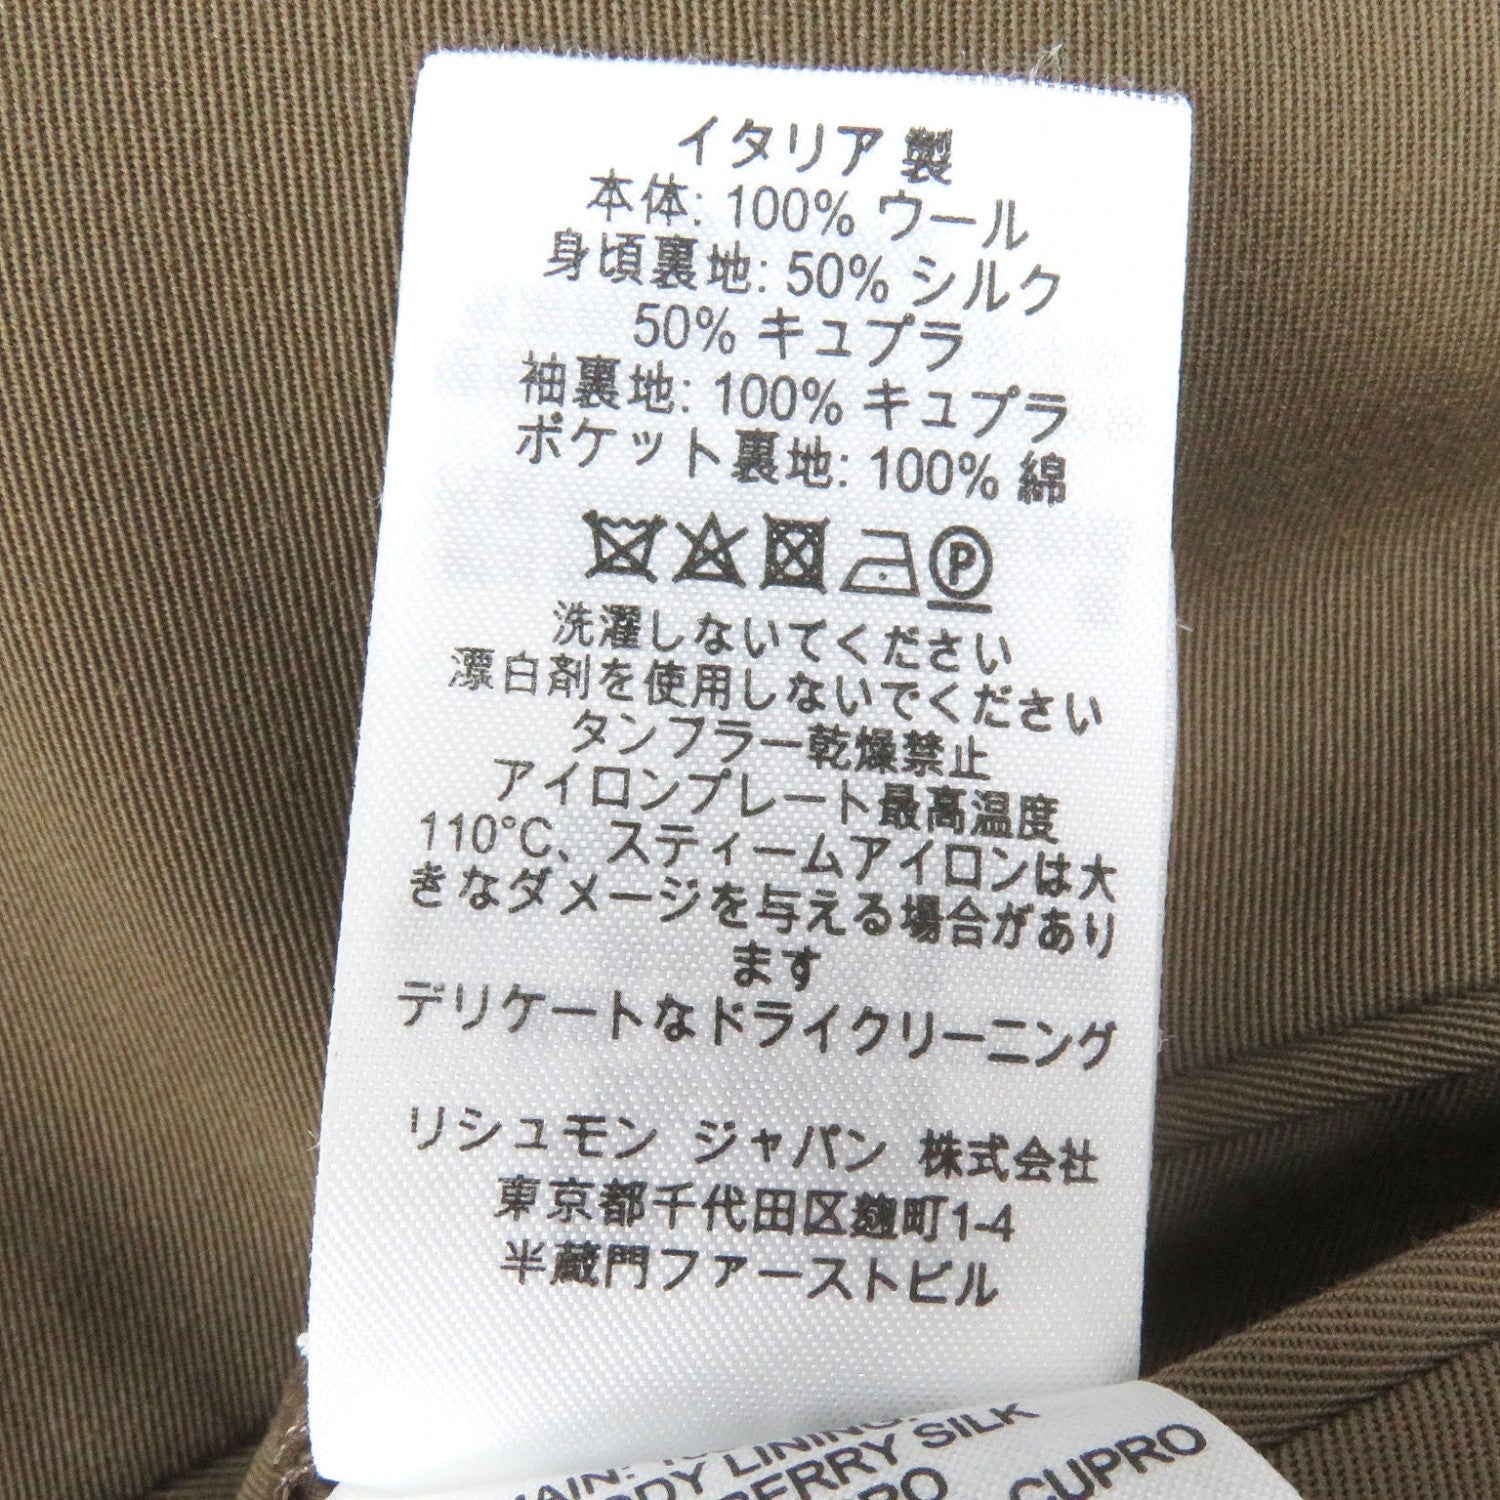 イタリア 製
本体: 100% ウール
身頃裏地: 50% シルク
50% キュプラ
袖裏地: 100% キュプラ
ポケット裏地: 100% 綿
P
洗濯しないてください
漂白剤を使用しないでください
タンブラー乾燥禁止
アイロンプレート最高温度
110°C、スティームアイロンは大
きなダメージを与える場合があり
ます
デリケートなドライクリーニング
リシュモン ジャパン 株式会社
東京都千代田区麹町1-4
半蔵門ファーストビル
LINING:
SILK
CUPRO